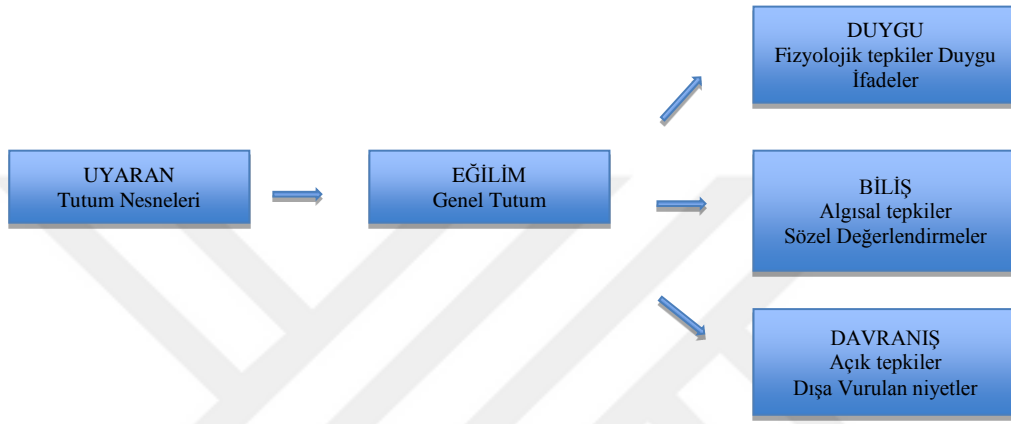 DUYGU
Fizyolojik tepkiler Duygu
İfadeler
UYARAN
Tutum Nesneleri
EĞİLİM
Genel Tutum
BİLİŞ
Algısal tepkiler
Sözel Değerlendirmeler
DAVRANIŞ
Açık tepkiler
Dışa Vurulan niyetler